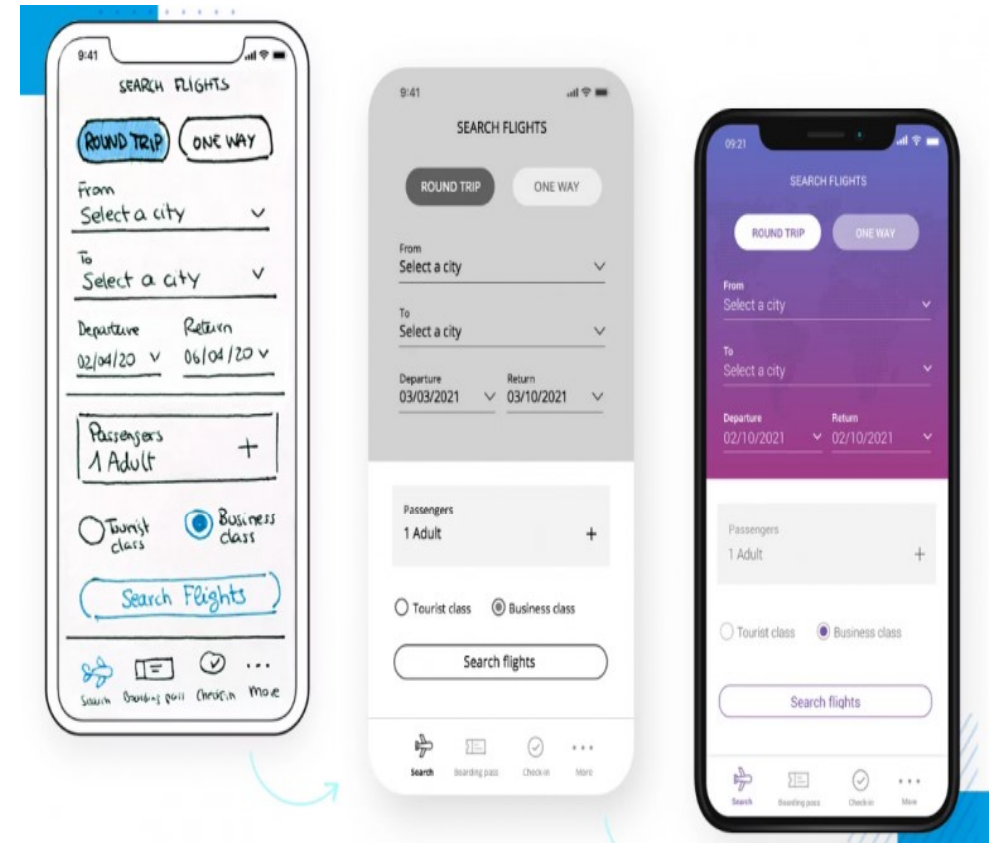 9:41
SEARCH FLIGHTS
ROUND TRIP ONE WAY
From
Select a city
To
Select a city
Departure Return
02/04/20 06/04/20
Passengers
1 Adult +
Tourist class Business class
Search Flights
Search Boarding pass Check in More
9:41
SEARCH FLIGHTS
ROUND TRIP ONE WAY
From
Select a city
To
Select a city
Departure Return
03/03/2021 03/10/2021
Passengers
1 Adult +
Tourist class Business class
Search flights
Search Boarding pass Check-in More
09:21
SEARCH FLIGHTS
ROUND TRIP ONE WAY
From
Select a city
To
Select a city
Departure Return
02/10/2021 02/10/2021
Passengers
1 Adult +
Tourist class Business class
Search flights
Search Boarding pass Check-in More